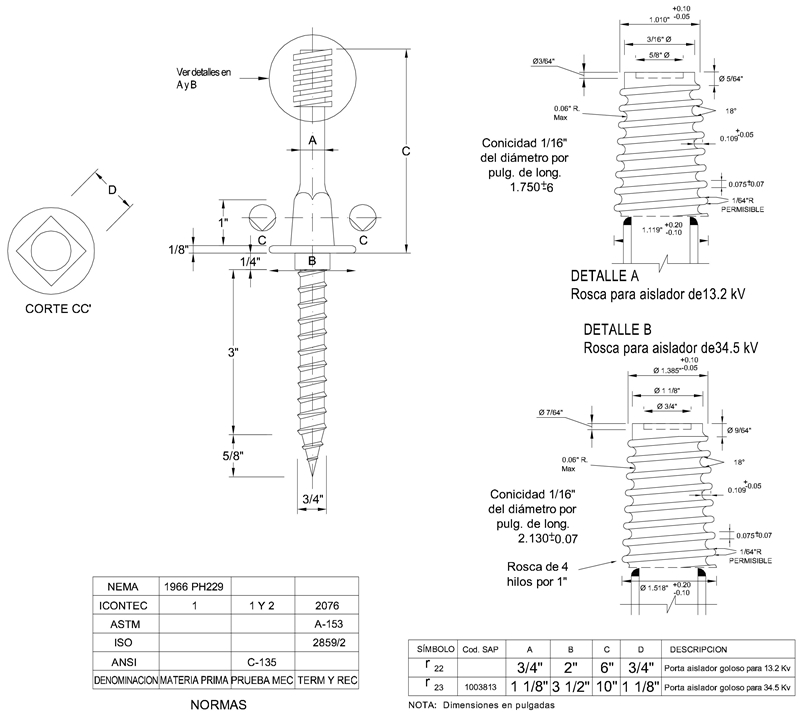 Ver detalles en
A y B
A
C
D
1"
C
C
1/8"
1/4"
B
CORTE CC'
3"
5/8"
3/4"
+0.10
1.010" -0.05
3/16" Ø
5/8" Ø
Ø3/64"
Ø 5/64"
0.06" R.
Max
18"
0.109 +-0.05
Conicidad 1/16"
del diámetro por
pulg. de long.
1.750±6
0.075±0.07
1/64"R
PERMISIBLE
1.119" +0.20
-0.10
DETALLE A
Rosca para aislador de13.2 kV
DETALLE B
Rosca para aislador de34.5 kV
+0.10
Ø 1.385" -0.05
Ø 1 1/8"
Ø 3/4"
Ø 7/64"
Ø 9/64"
0.06" R.
Max
18"
0.109 +-0.05
Conicidad 1/16"
del diámetro por
pulg. de long.
2.130±0.07
0.075±0.07
1/64"R
PERMISIBLE
Rosca de 4
hilos por 1"
Ø 1.518" +0.20
-0.10
NEMA 1966 PH229
ICONTEC 1 1 Y 2 2076
ASTM A-153
ISO 2859/2
ANSI C-135
DENOMINACION MATERIA PRIMA PRUEBA MEC TERM Y REC
NORMAS
SÍMBOLO Cod. SAP A B C D DESCRIPCION
r 22 3/4" 2" 6" 3/4" Porta aislador goloso para 13.2 Kv
r 23 1003813 1 1/8" 3 1/2" 10" 1 1/8" Porta aislador goloso para 34.5 Kv
NOTA: Dimensiones en pulgadas